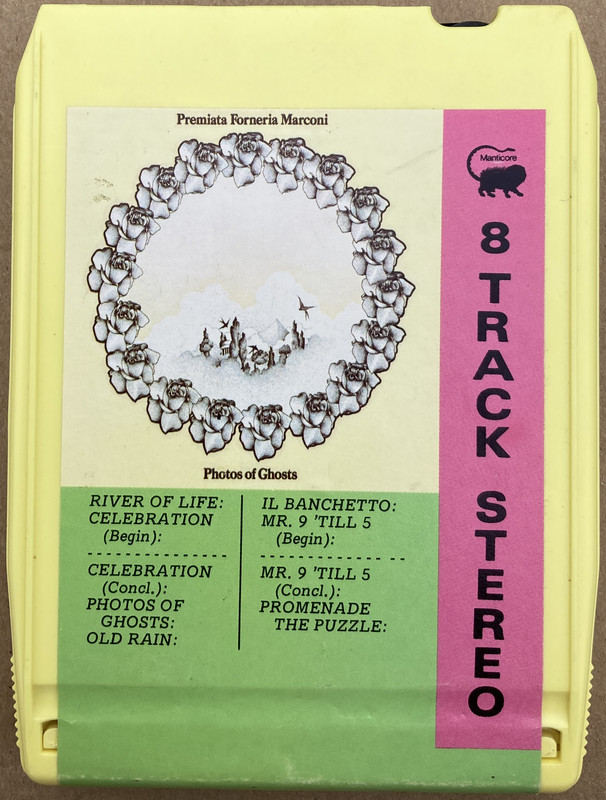 Premiata Forneria Marconi
Photos of Ghosts
RIVER OF LIFE:
CELEBRATION
(Begin):
CELEBRATION
(Concl.):
PHOTOS OF
GHOSTS:
OLD RAIN:
IL BANCHETTO:
MR. 9 'TILL 5
(Begin):
MR. 9 'TILL 5
(Concl.):
PROMENADE
THE PUZZLE:
Manticore
8 TRACK STEREO